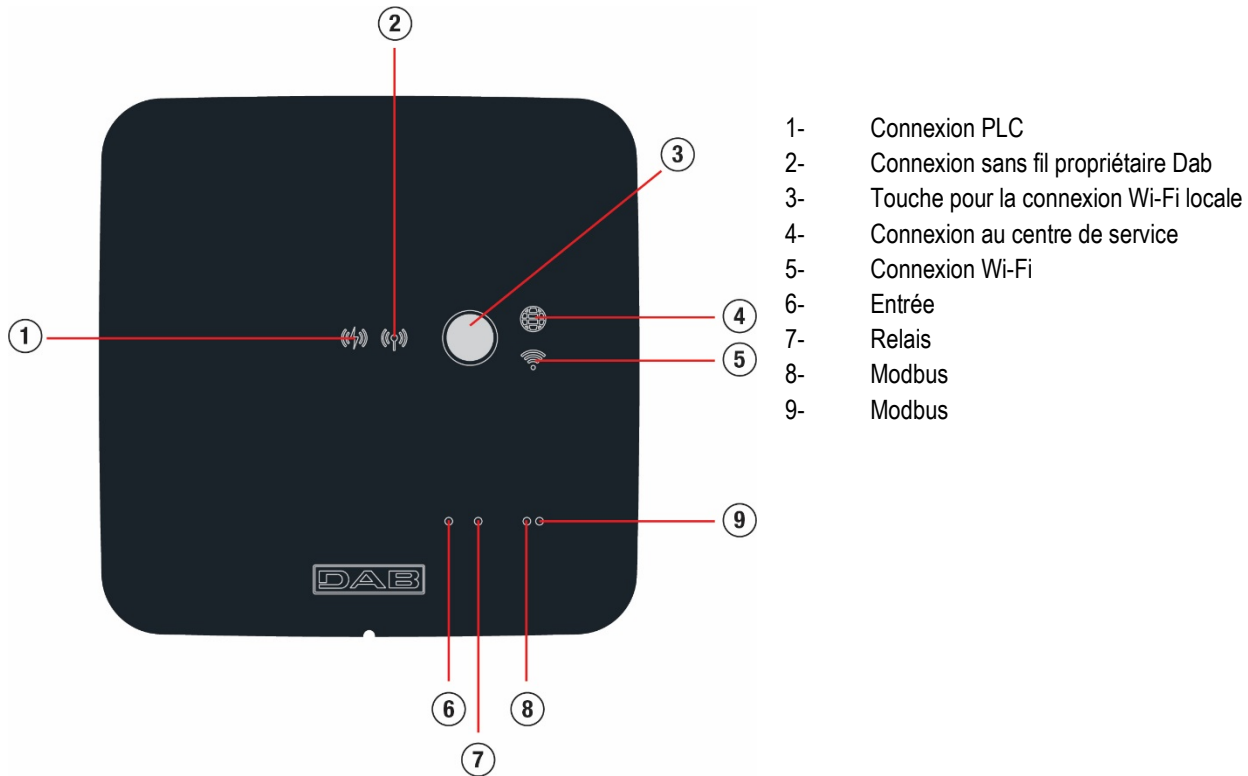 2
3
1
4
5
9
DAB
6
8
7
1- Connexion PLC
2- Connexion sans fil propriétaire Dab
3- Touche pour la connexion Wi-Fi locale
4- Connexion au centre de service
5- Connexion Wi-Fi
6- Entrée
7- Relais
8- Modbus
9- Modbus